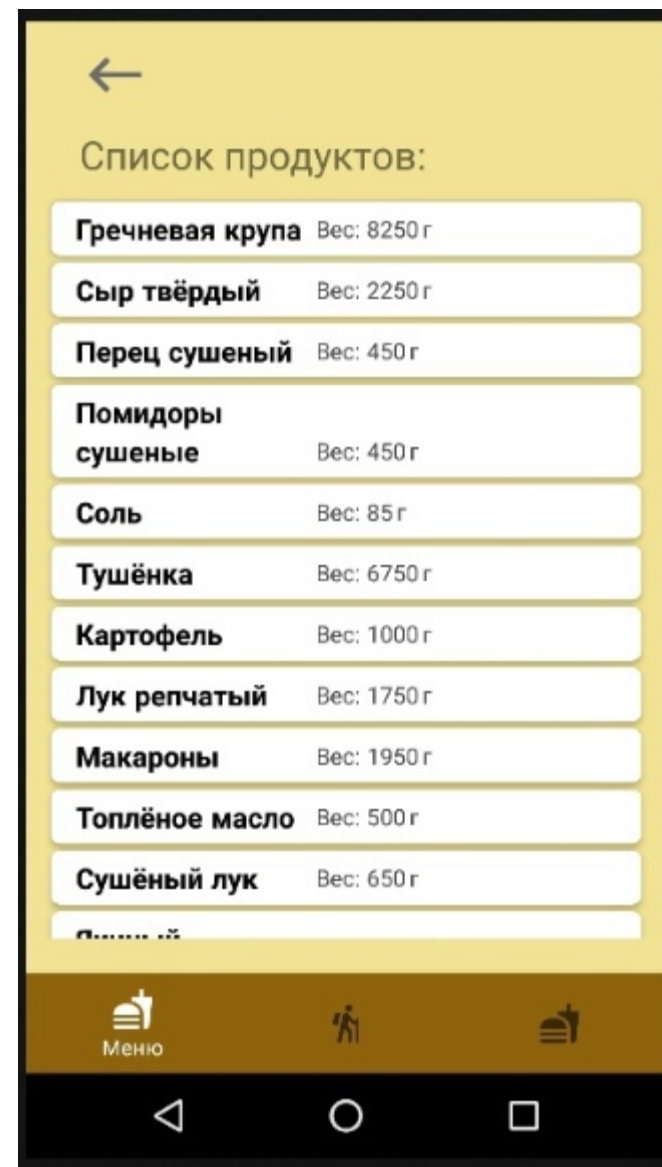 Список продуктов:
Гречневая крупа Вес: 8250 г
Сыр твёрдый Вес: 2250 г
Перец сушеный Вес: 450 г
Помидоры
сушеные Вес: 450 г
Соль Вес: 85 г
Тушёнка Вес: 6750 г
Картофель Вес: 1000 г
Лук репчатый Вес: 1750 г
Макароны Вес: 1950 г
Топлёное масло Вес: 500 г
Сушёный лук Вес: 650 г
Меню